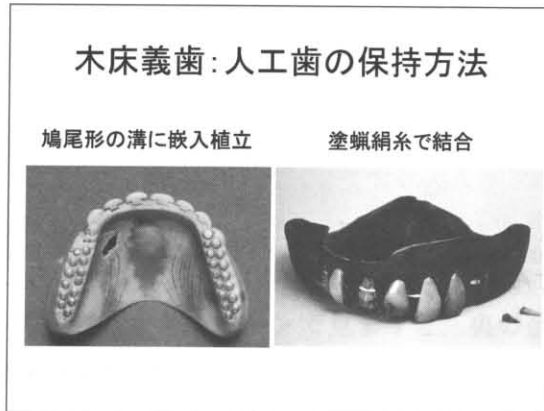 木床義歯:人工歯の保持方法
鳩尾形の溝に嵌入植立
塗蝋絹糸で結合